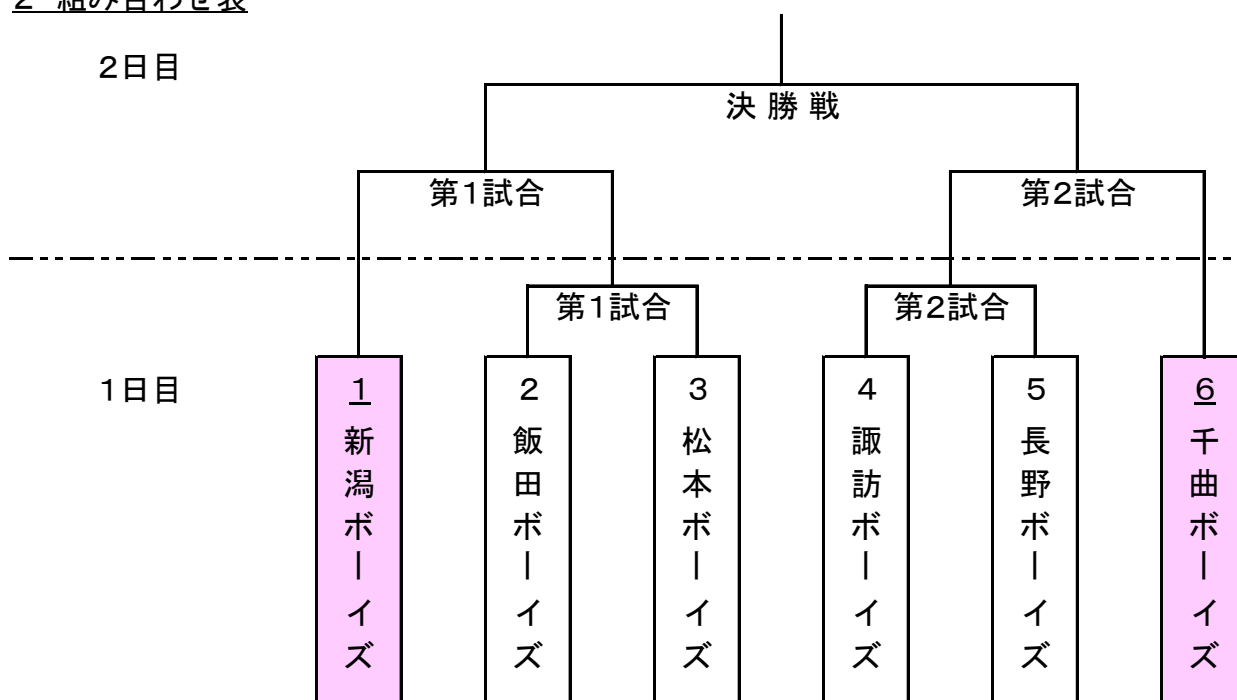 2 組み合わせ表
2日目
決勝戦
第1試合
第2試合
第1試合
第2試合
1日目
1
新潟ボーイズ
2
飯田ボーイズ
3
松本ボーイズ
4
諏訪ボーイズ
5
長野ボーイズ
6
千曲ボーイズ